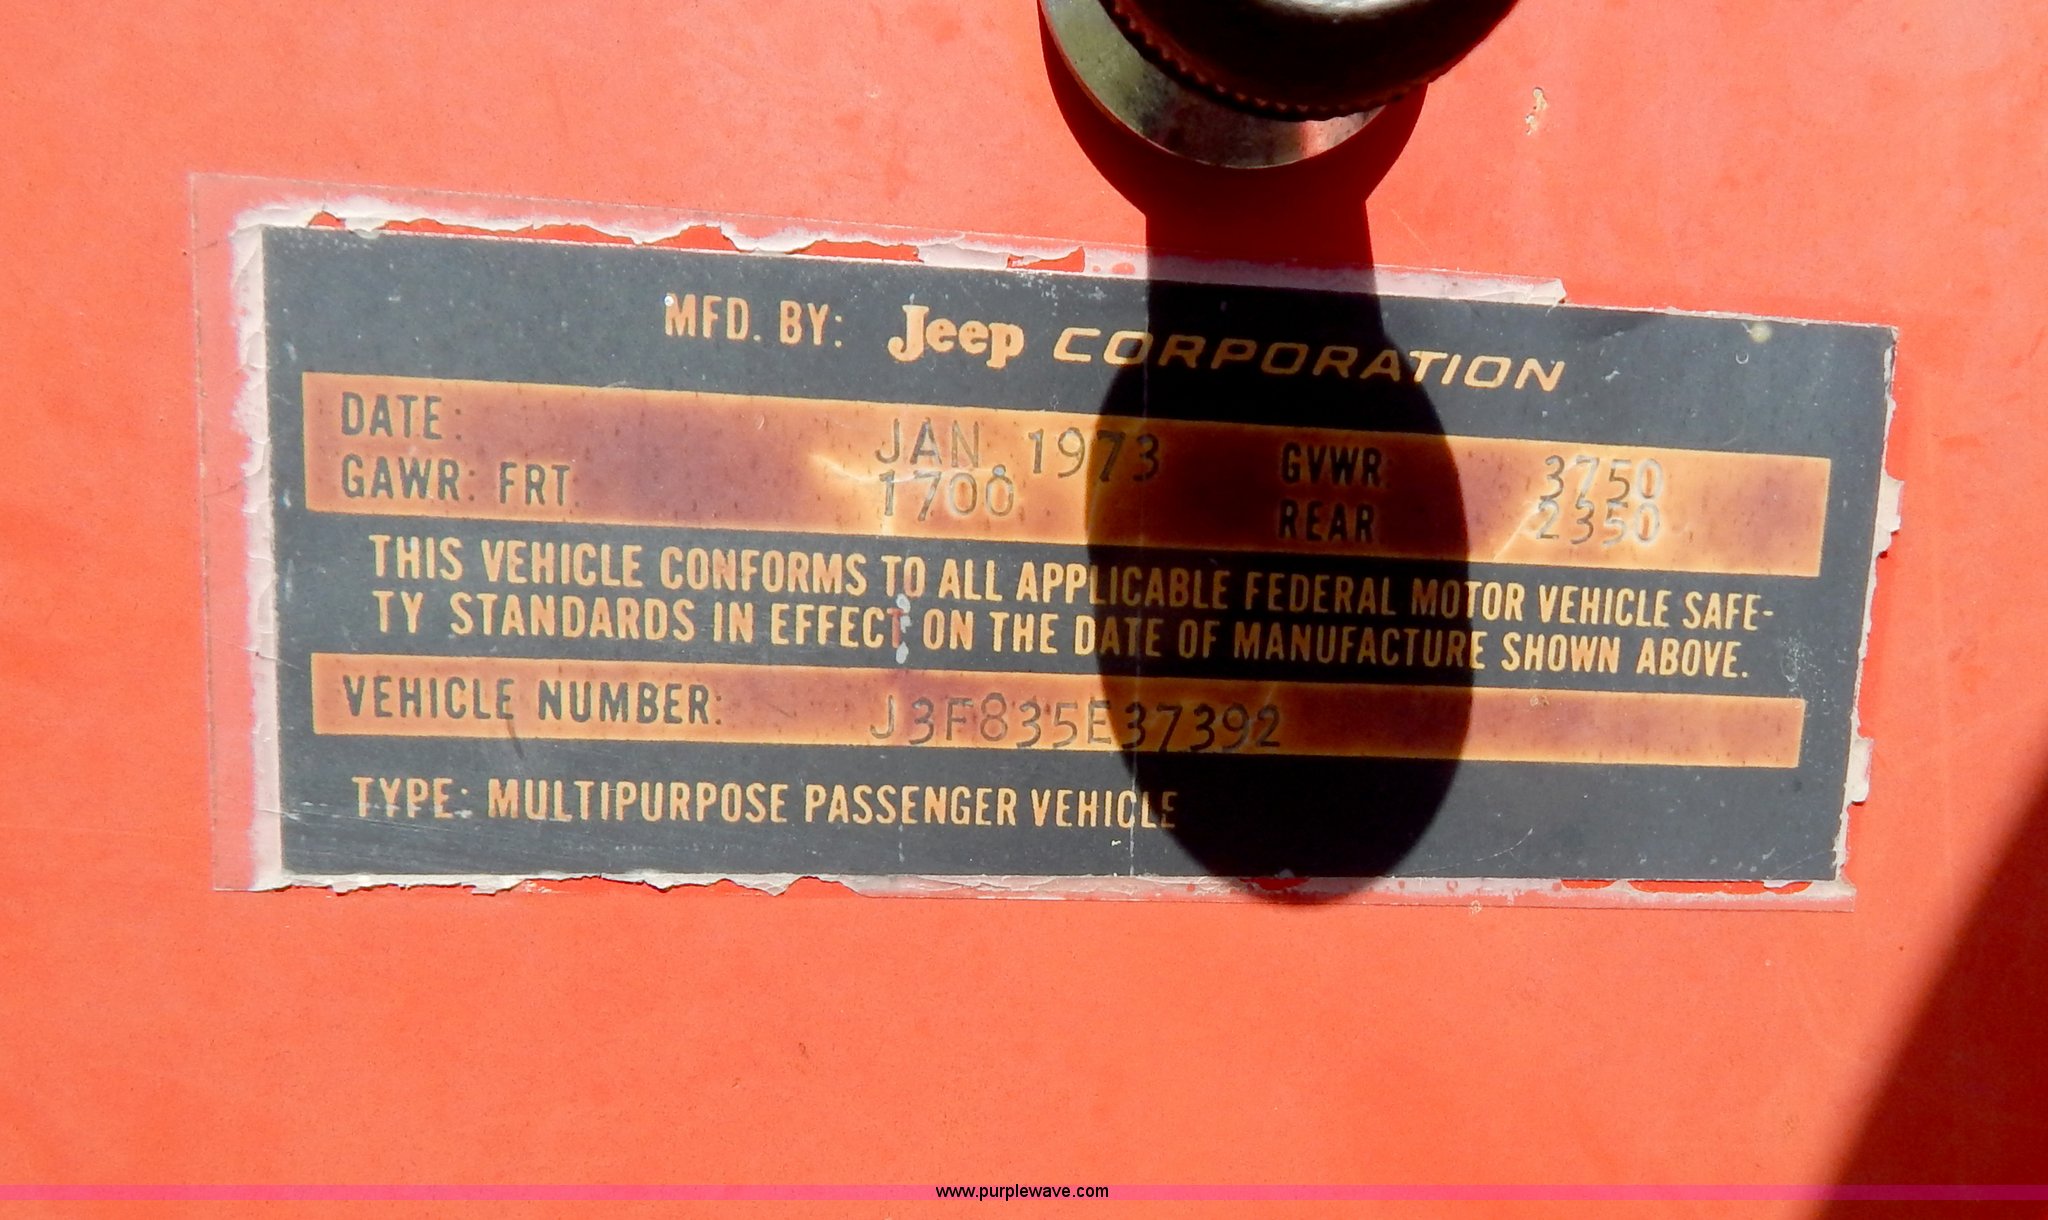 MFD. BY: Jeep CORPORATION
DATE: JAN.1973 GVWR 3750
GAWR: FRT. 1700 REAR 2350
THIS VEHICLE CONFORMS TO ALL APPLICABLE FEDERAL MOTOR VEHICLE SAFE-
TY STANDARDS IN EFFECT ON THE DATE OF MANUFACTURE SHOWN ABOVE.
VEHICLE NUMBER: J3F835E37392
TYPE: MULTIPURPOSE PASSENGER VEHICLE
www.purplewave.com